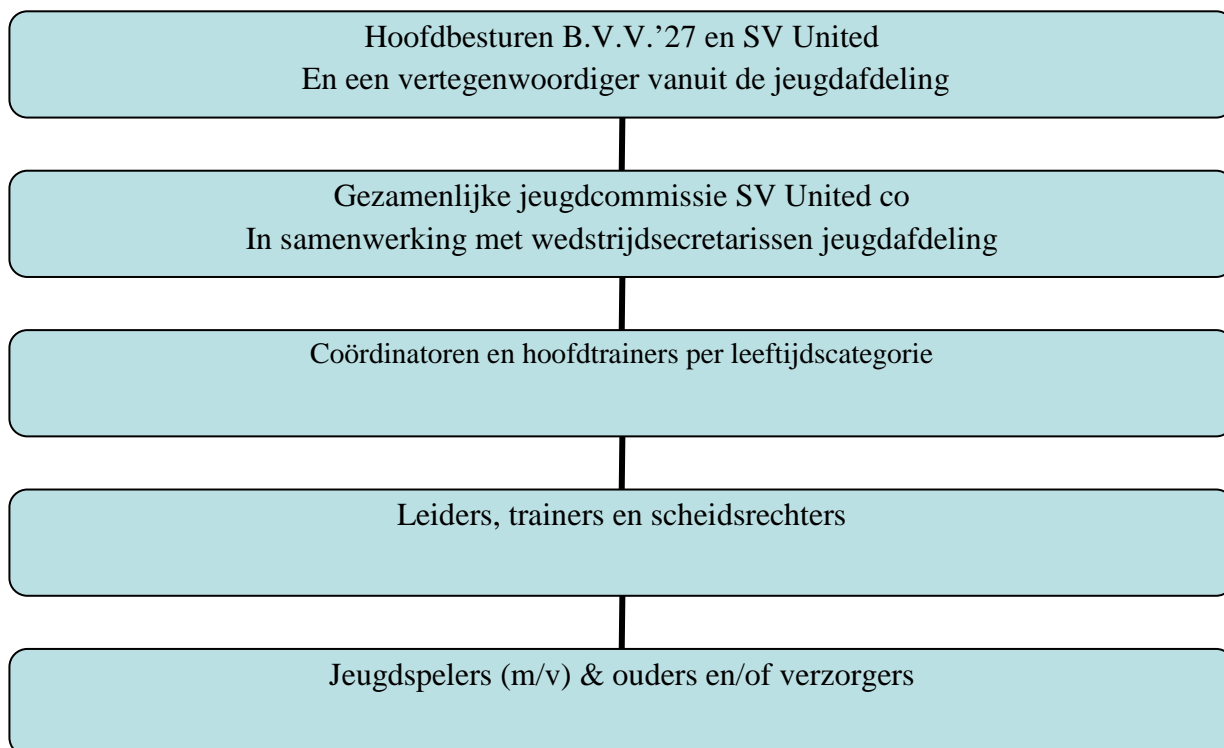 Hoofdbesturen B.V.V.’27 en SV United
En een vertegenwoordiger vanuit de jeugdafdeling
Gezamenlijke jeugdcommissie SV United co
In samenwerking met wedstrijdsecretarissen jeugdafdeling
Coördinatoren en hoofdtrainers per leeftijdscategorie
Leiders, trainers en scheidsrechters
Jeugdspelers (m/v) & ouders en/of verzorgers